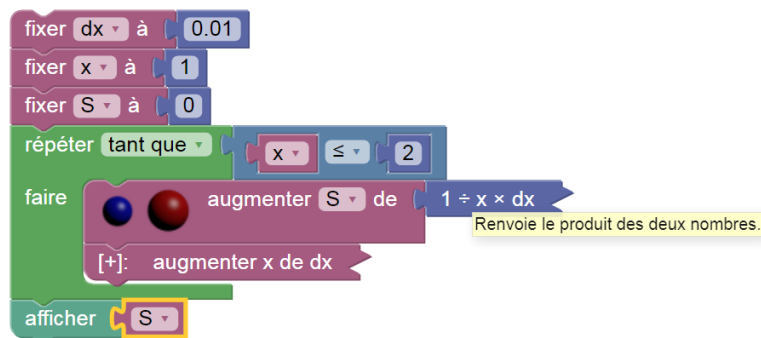 fixer dx à 0.01
fixer x à 1
fixer S à 0
répéter tant que x ≤ 2
faire augmenter S de 1 ÷ x × dx
Renvoie le produit des deux nombres.
[+]: augmenter x de dx
afficher S